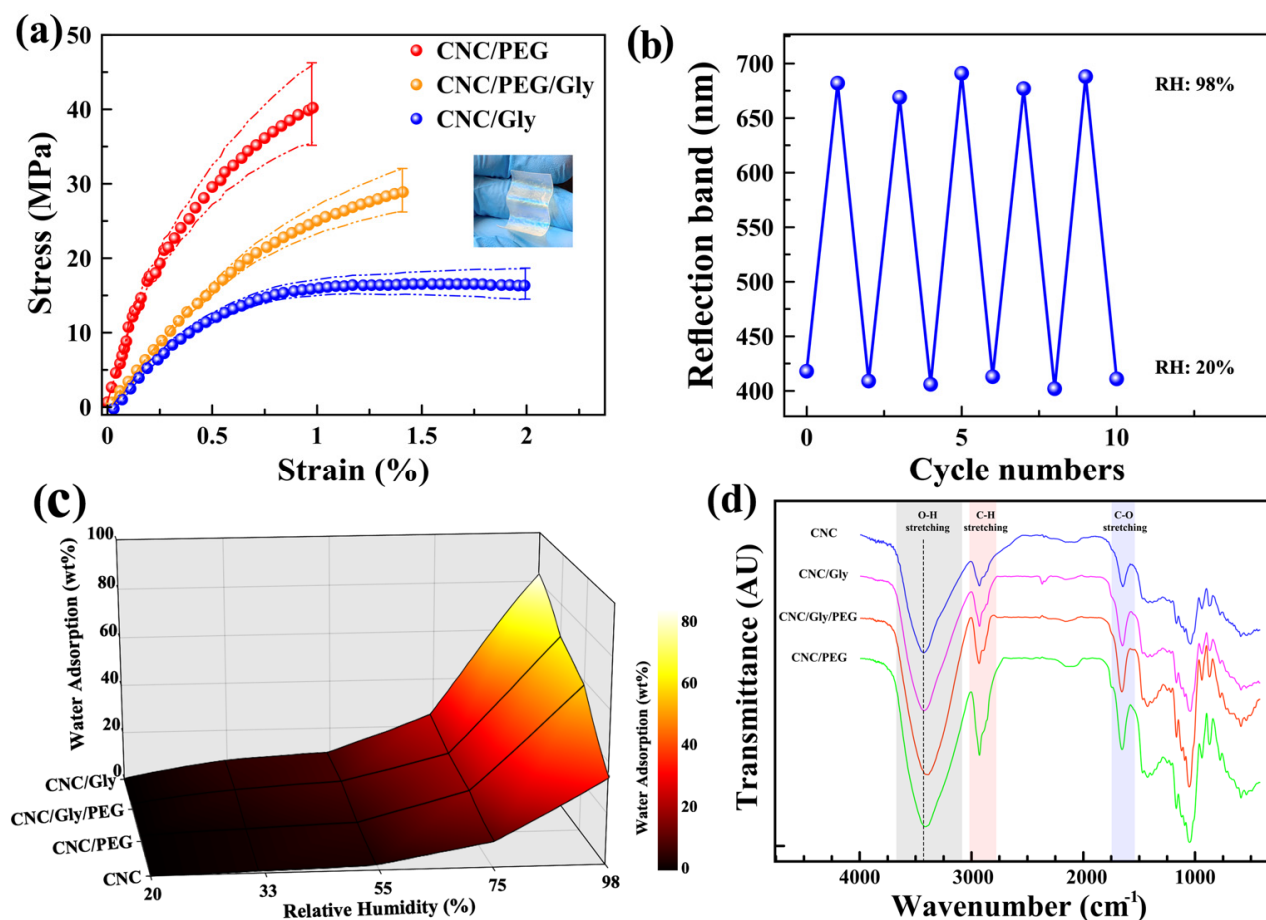 (a)
50
40
30
20
10
0
Stress (MPa)
0
0.5
1
1.5
2
Strain (%)
CNC/PEG
CNC/PEG/Gly
CNC/Gly
(b)
700
650
600
550
500
450
400
Reflection band (nm)
RH: 98%
RH: 20%
0
5
10
Cycle numbers
(c)
100
80
60
40
20
0
Water Adsorption (wt%)
CNC/Gly
CNC/Gly/PEG
CNC/PEG
CNC
20
33
55
75
98
Relative Humidity (%)
80
60
40
20
0
Water Adsorption (wt%)
(d)
O-H
stretching
C-H
stretching
C-O
stretching
CNC
CNC/Gly
CNC/Gly/PEG
CNC/PEG
Transmittance (AU)
4000
3000
2000
1000
Wavenumber (cm-1)